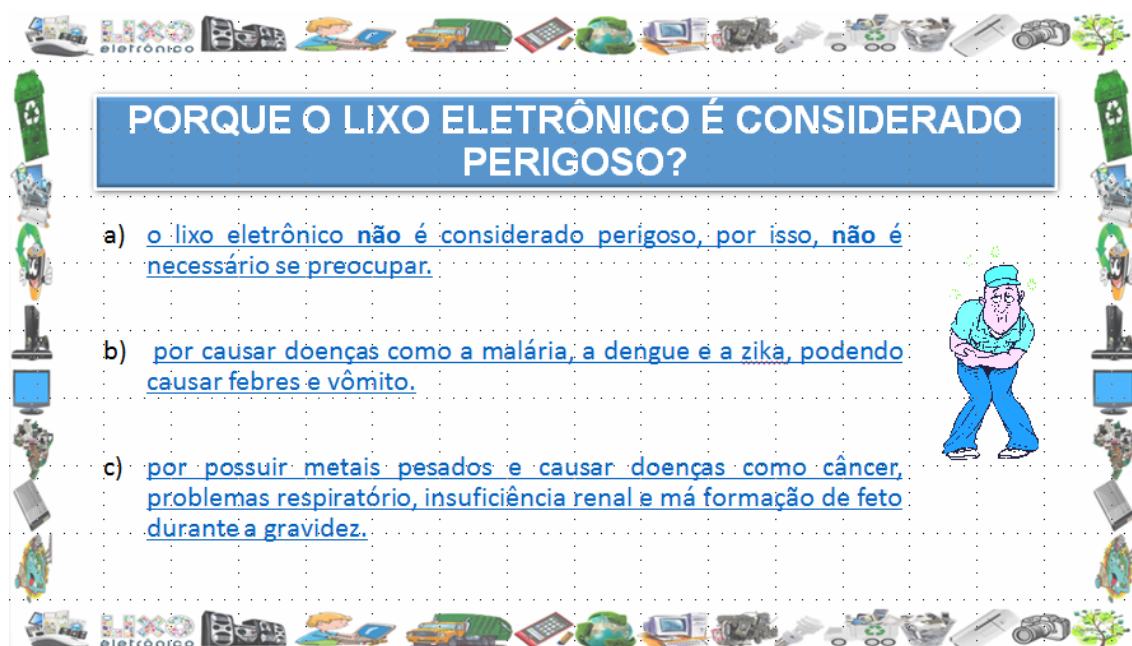 LIXO
eletrônico
PORQUE O LIXO ELETRÔNICO É CONSIDERADO
PERIGOSO?
a) o lixo eletrônico não é considerado perigoso, por isso, não é
necessário se preocupar.
b) por causar doenças como a malária, a dengue e a zika, podendo
causar febres e vômito.
c) por possuir metais pesados e causar doenças como câncer,
problemas respiratório, insuficiência renal e má formação de feto
durante a gravidez.
LIXO
eletrônico